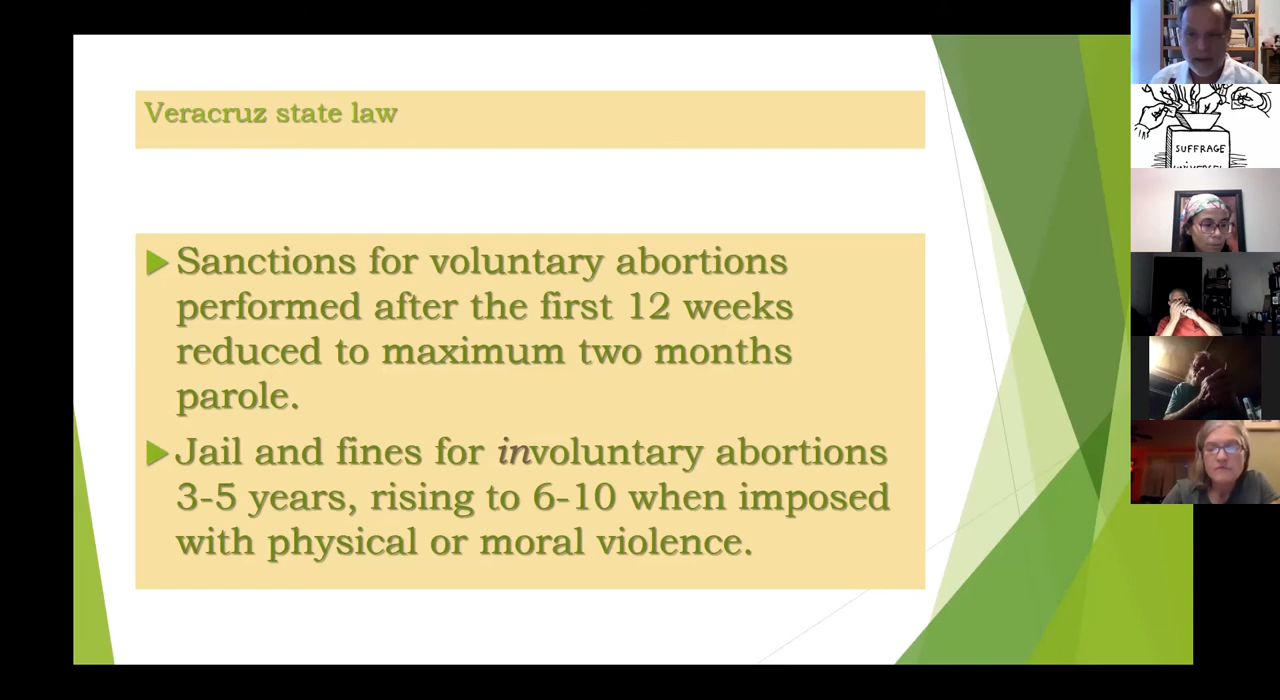 Veracruz state law
Sanctions for voluntary abortions
performed after the first 12 weeks
reduced to maximum two months
parole.
Jail and fines for involuntary abortions
3-5 years, rising to 6-10 when imposed
with physical or moral violence.
SUFFRAGE
UNIVERSEL